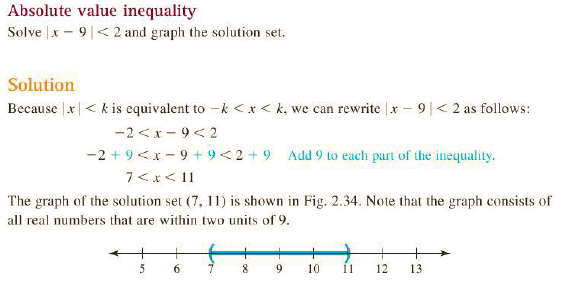 Absolute value inequality
Solve |x − 9| < 2 and graph the solution set.
Solution
Because |x| < k is equivalent to −k < x < k, we can rewrite |x − 9| < 2 as follows:
−2 < x − 9 < 2
−2 + 9 < x − 9 + 9 < 2 + 9 Add 9 to each part of the inequality.
7 < x < 11
The graph of the solution set (7, 11) is shown in Fig. 2.34. Note that the graph consists of
all real numbers that are within two units of 9.
5 6 7 8 9 10 11 12 13